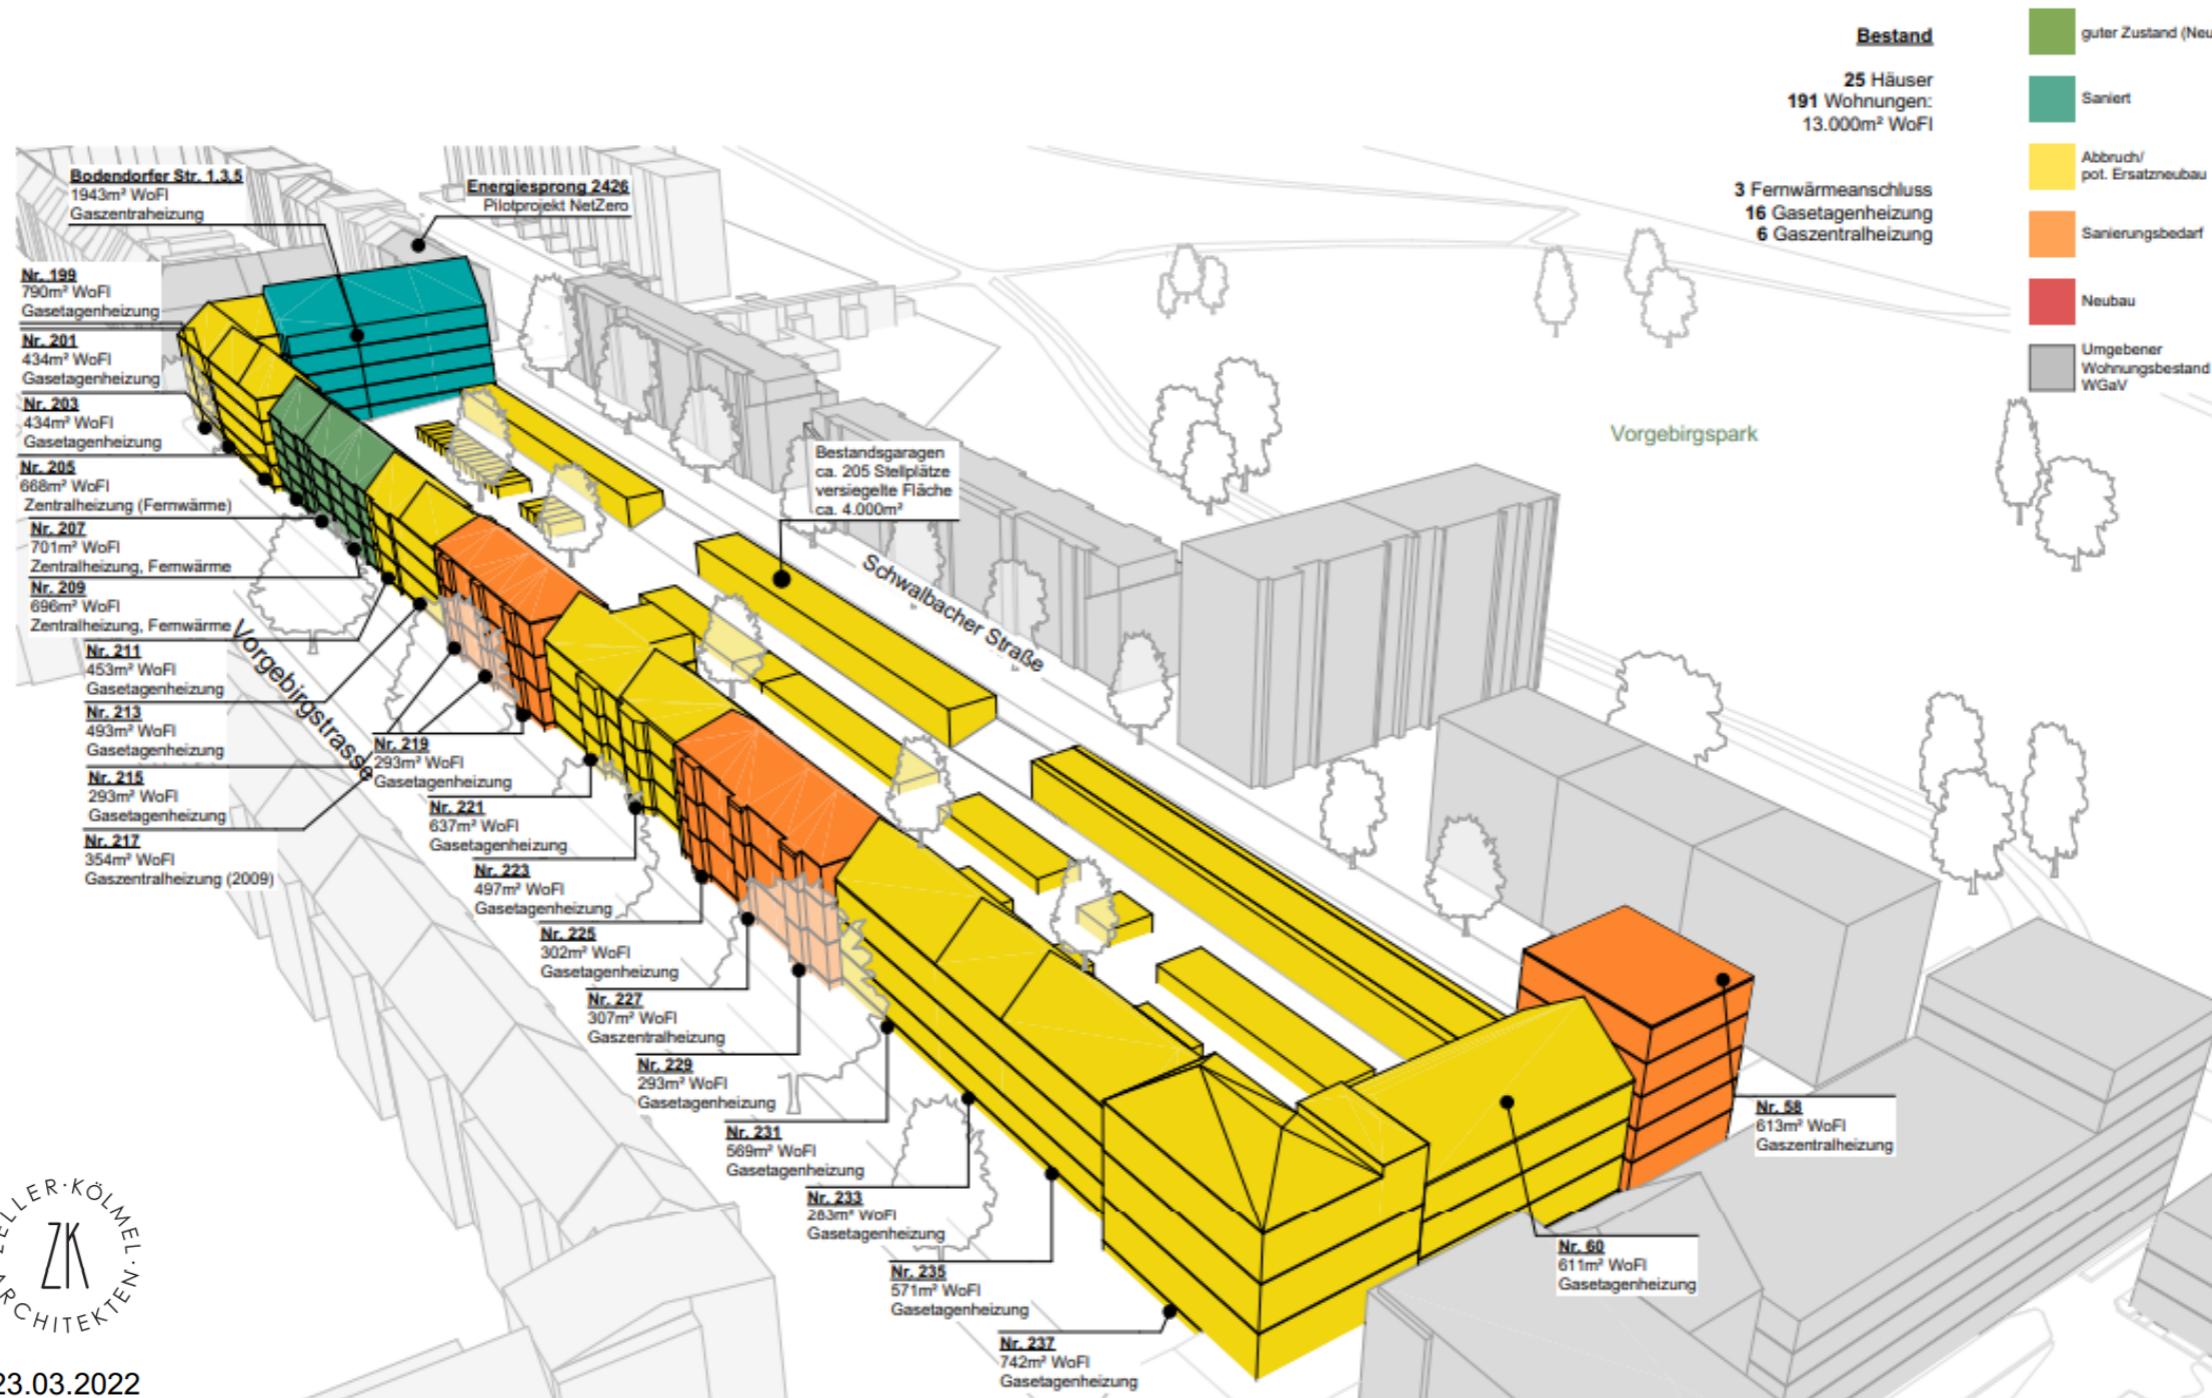 Bestand
25 Häuser
191 Wohnungen:
13.000m² WoFl
3 Fernwärmeanschluss
16 Gasetagenheizung
6 Gaszentralheizung
guter Zustand (Neu
Saniert
Abbruch/
pot. Ersatzneubau
Sanierungsbedarf
Neubau
Umgebener
Wohnungsbestand
WGaV
Bodendorfer Str. 1,3,5
1943m² WoFl
Gaszentraheizung
Energiesprong 2426
Pilotprojekt NetZero
Nr. 199
790m² WoFl
Gasetagenheizung
Nr. 201
434m² WoFl
Gasetagenheizung
Nr. 203
434m² WoFl
Gasetagenheizung
Nr. 205
668m² WoFl
Zentralheizung (Fernwärme)
Nr. 207
701m² WoFl
Zentralheizung, Fernwärme
Nr. 209
696m² WoFl
Zentralheizung, Fernwärme
Nr. 211
453m² WoFl
Gasetagenheizung
Nr. 213
493m² WoFl
Gasetagenheizung
Nr. 215
293m² WoFl
Gasetagenheizung
Nr. 217
354m² WoFl
Gaszentralheizung (2009)
Nr. 219
293m² WoFl
Gasetagenheizung
Nr. 221
637m² WoFl
Gasetagenheizung
Nr. 223
497m² WoFl
Gasetagenheizung
Nr. 225
302m² WoFl
Gasetagenheizung
Nr. 227
307m² WoFl
Gaszentralheizung
Nr. 229
293m² WoFl
Gasetagenheizung
Nr. 231
569m² WoFl
Gasetagenheizung
Nr. 233
283m² WoFl
Gasetagenheizung
Nr. 235
571m² WoFl
Gasetagenheizung
Nr. 237
742m² WoFl
Gasetagenheizung
Nr. 58
613m² WoFl
Gaszentralheizung
Nr. 60
611m² WoFl
Gasetagenheizung
Bestandsgaragen
ca. 205 Stellplätze
versiegelte Fläche
ca. 4.000m²
Schwalbacher Straße
Vorgebirgstrasse
Vorgebirgspark
ELLER·KÖLMEL·
ARCHITEKTEN
ZK
23.03.2022